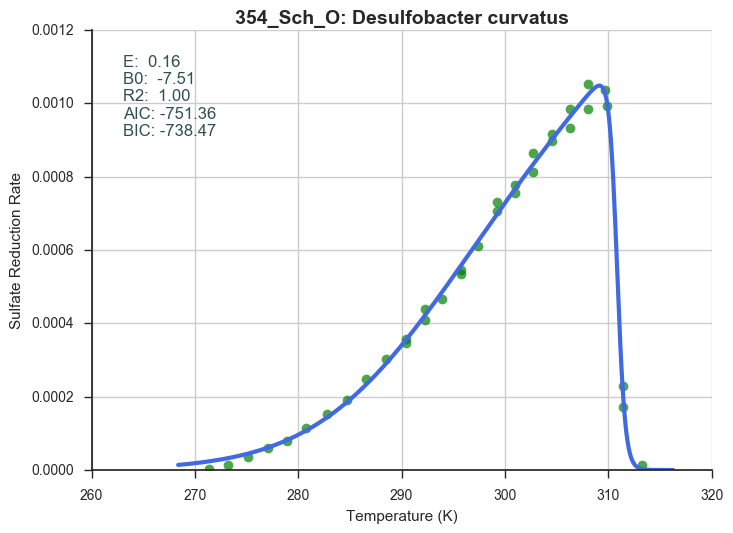 354_Sch_O: Desulfobacter curvatus
0.0012
E: 0.16
B0: -7.51
R2: 1.00
AIC: -751.36
BIC: -738.47
0.0010
0.0008
0.0006
0.0004
0.0002
0.0000
Sulfate Reduction Rate
260 270 280 290 300 310 320
Temperature (K)